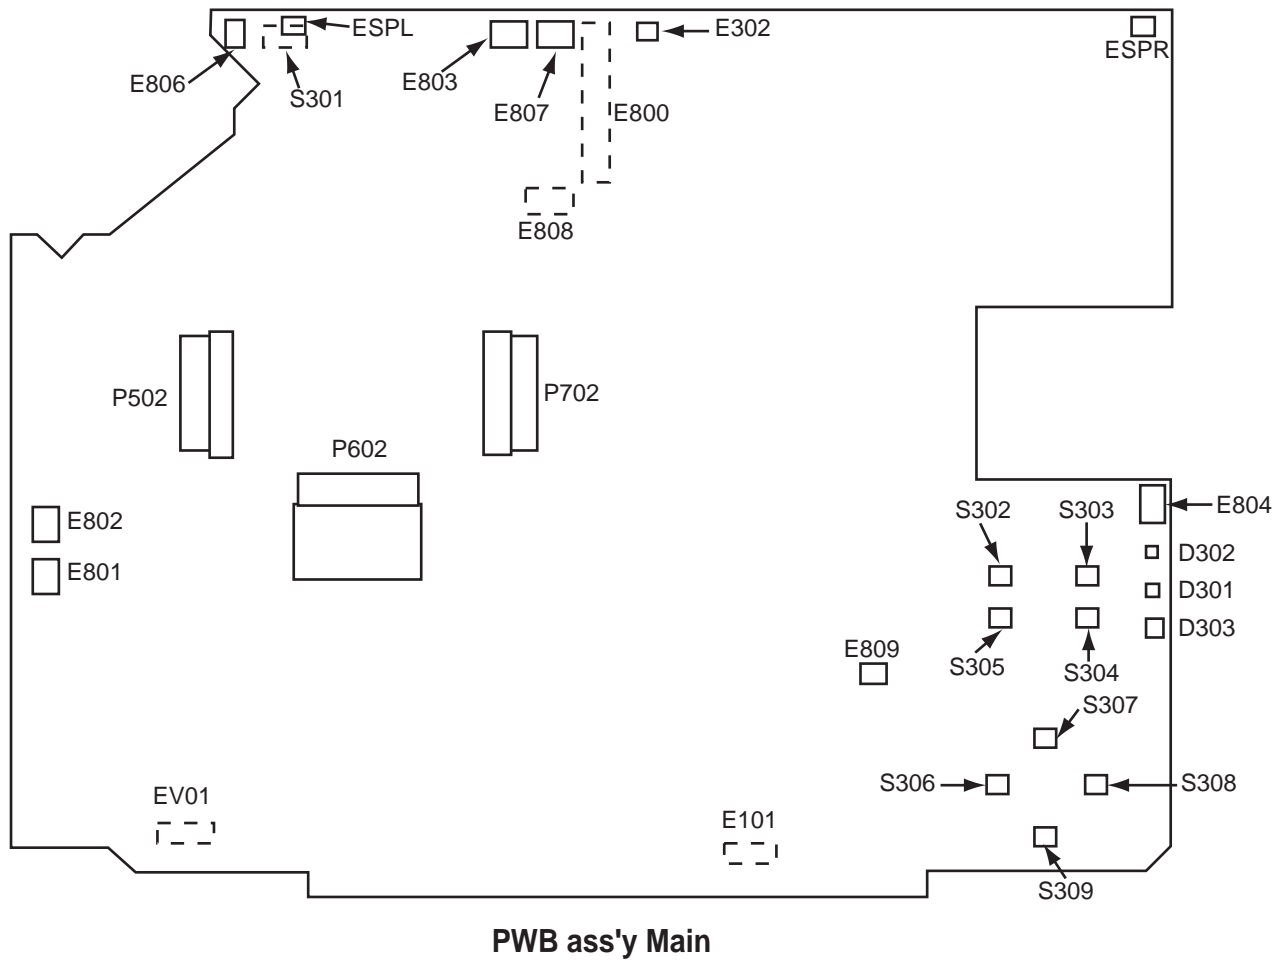 ESPL
E302
ESPR
E806
S301
E803
E807
E800
E808
P502
P702
P602
E802
E801
S302
S303
E804
D302
D301
D303
E809
S305
S304
S307
S306
S308
EV01
E101
S309
PWB ass'y Main